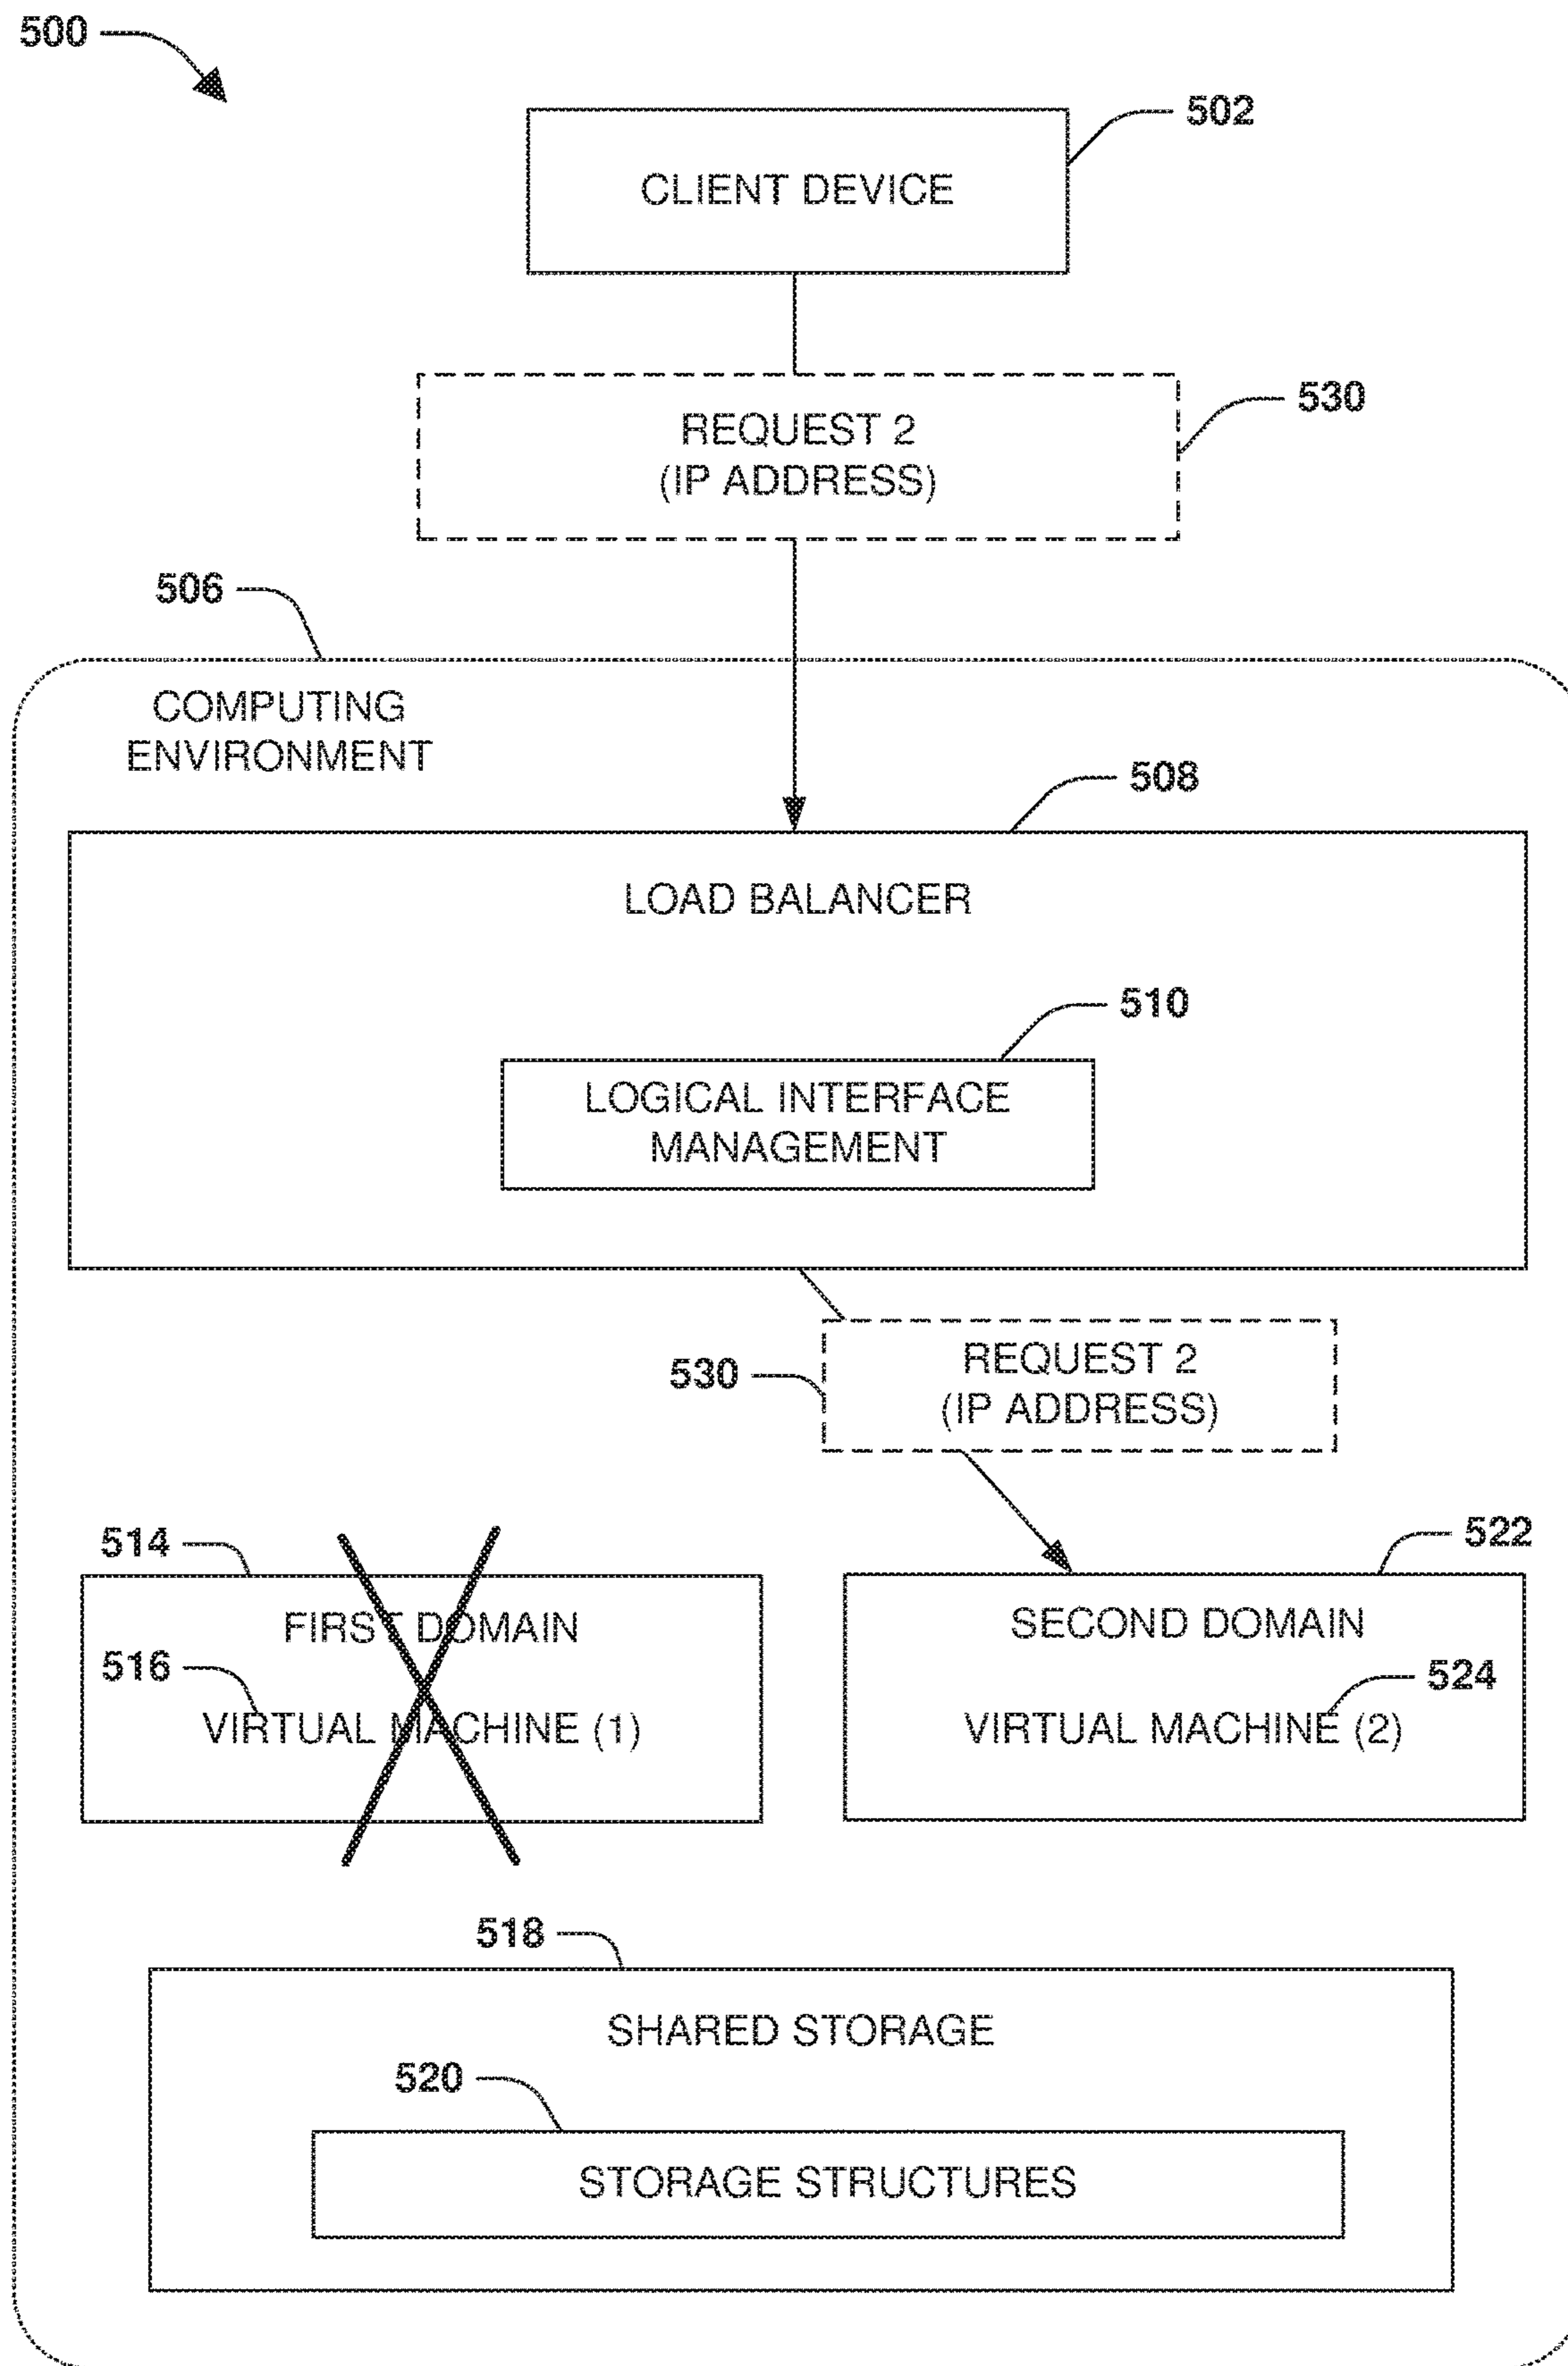 500
502
CLIENT DEVICE
530
REQUEST 2
(IP ADDRESS)
506
COMPUTING
ENVIRONMENT
508
LOAD BALANCER
510
LOGICAL INTERFACE
MANAGEMENT
530
REQUEST 2
(IP ADDRESS)
514
FIRST DOMAIN
516
VIRTUAL MACHINE (1)
522
SECOND DOMAIN
524
VIRTUAL MACHINE (2)
518
SHARED STORAGE
520
STORAGE STRUCTURES